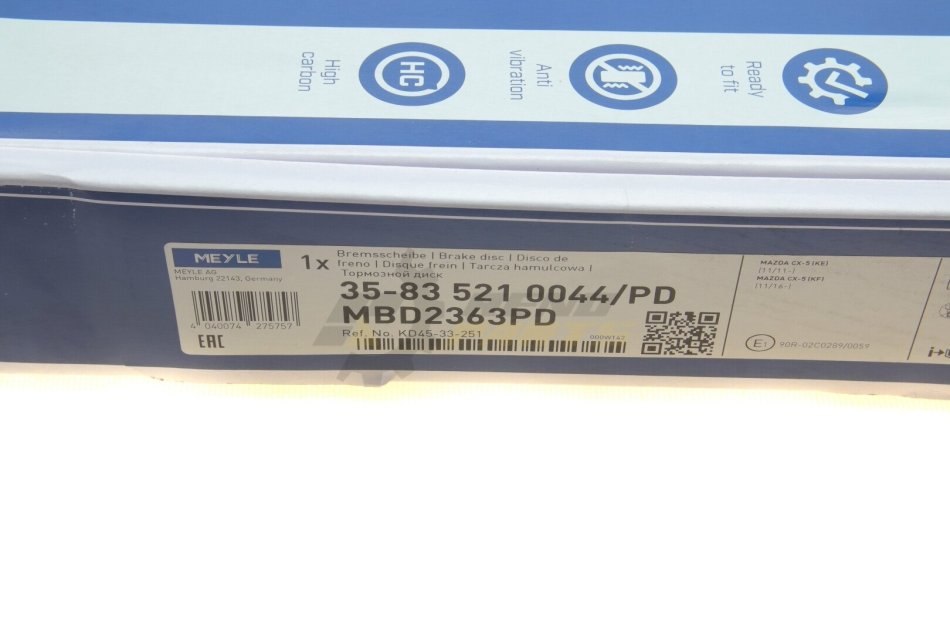 High
carbon
HC
Anti
vibration
Ready
to fit
MEYLE
MEYLE AG
Hamburg 22143, Germany
4 040074 275757
EAC
1x
Bremsscheibe | Brake disc | Disco de
freno | Disque frein | Tarcza hamulcowa |
Тормозной диск
35-83 521 0044/PD
MBD2363PD
Ref. No. KD45-33-251
000W142
MAZDA CX-5 (KE)
(11/11-)
MAZDA CX-5 (KF)
(11/16-)
E1 90R-02C0289/0059